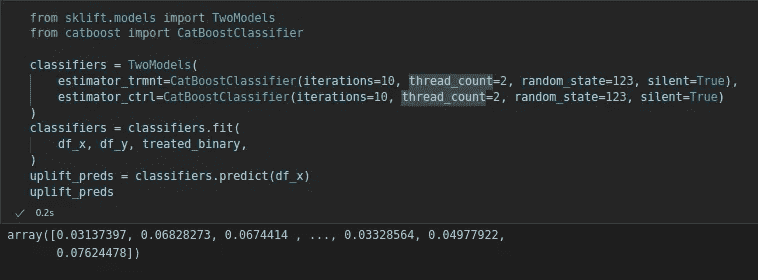 from sklift.models import TwoModels
from catboost import CatBoostClassifier
classifiers = TwoModels(
estimator_trmnt=CatBoostClassifier(iterations=10, thread_count=2, random_state=123, silent=True),
estimator_ctrl=CatBoostClassifier(iterations=10, thread_count=2, random_state=123, silent=True)
)
classifiers = classifiers.fit(
df_x, df_y, treated_binary,
)
uplift_preds = classifiers.predict(df_x)
uplift_preds
✓ 0.2s
array([0.03137397, 0.06828273, 0.0674414 , ..., 0.03328564, 0.04977922,
0.07624478])